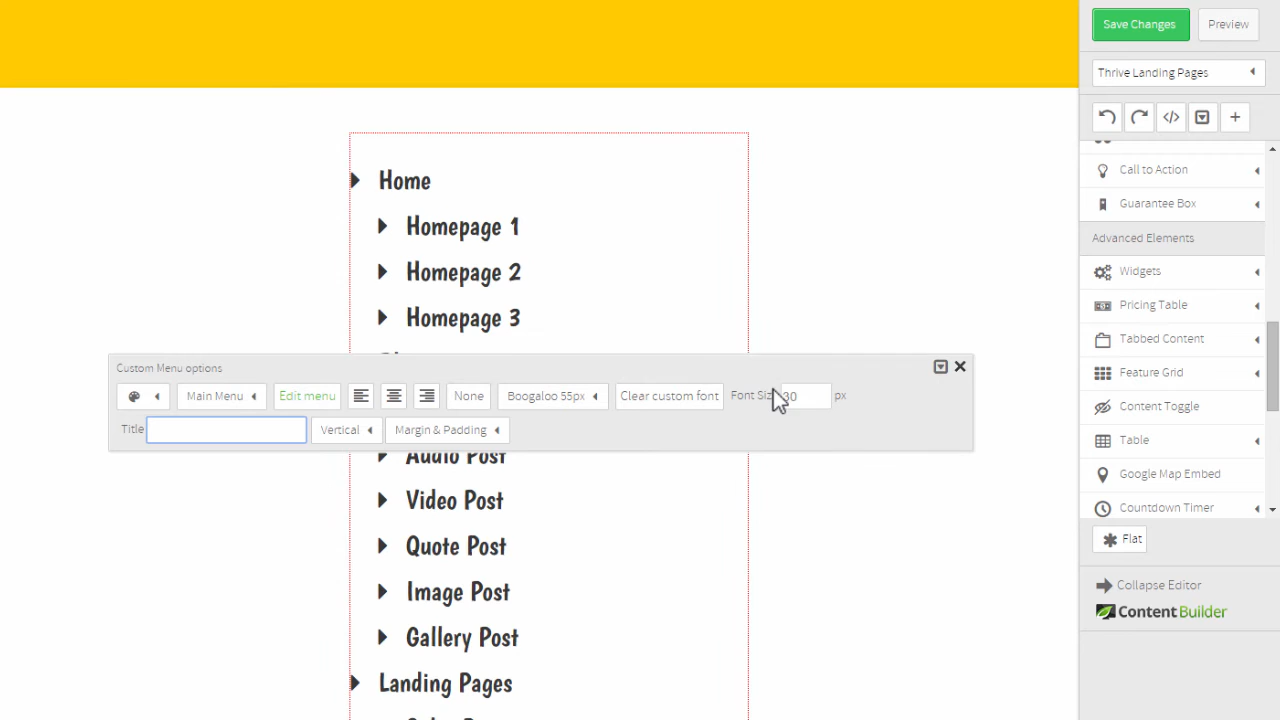 Save Changes
Preview
Thrive Landing Pages
Call to Action
Guarantee Box
Advanced Elements
Widgets
Pricing Table
Tabbed Content
Feature Grid
Content Toggle
Table
Google Map Embed
Countdown Timer
Flat
Collapse Editor
Content Builder
Home
Homepage 1
Homepage 2
Homepage 3
Custom Menu options
Main Menu
Edit menu
None
Boogaloo 55px
Clear custom font
Font Size
30
px
Title
Vertical
Margin & Padding
Audio Post
Video Post
Quote Post
Image Post
Gallery Post
Landing Pages